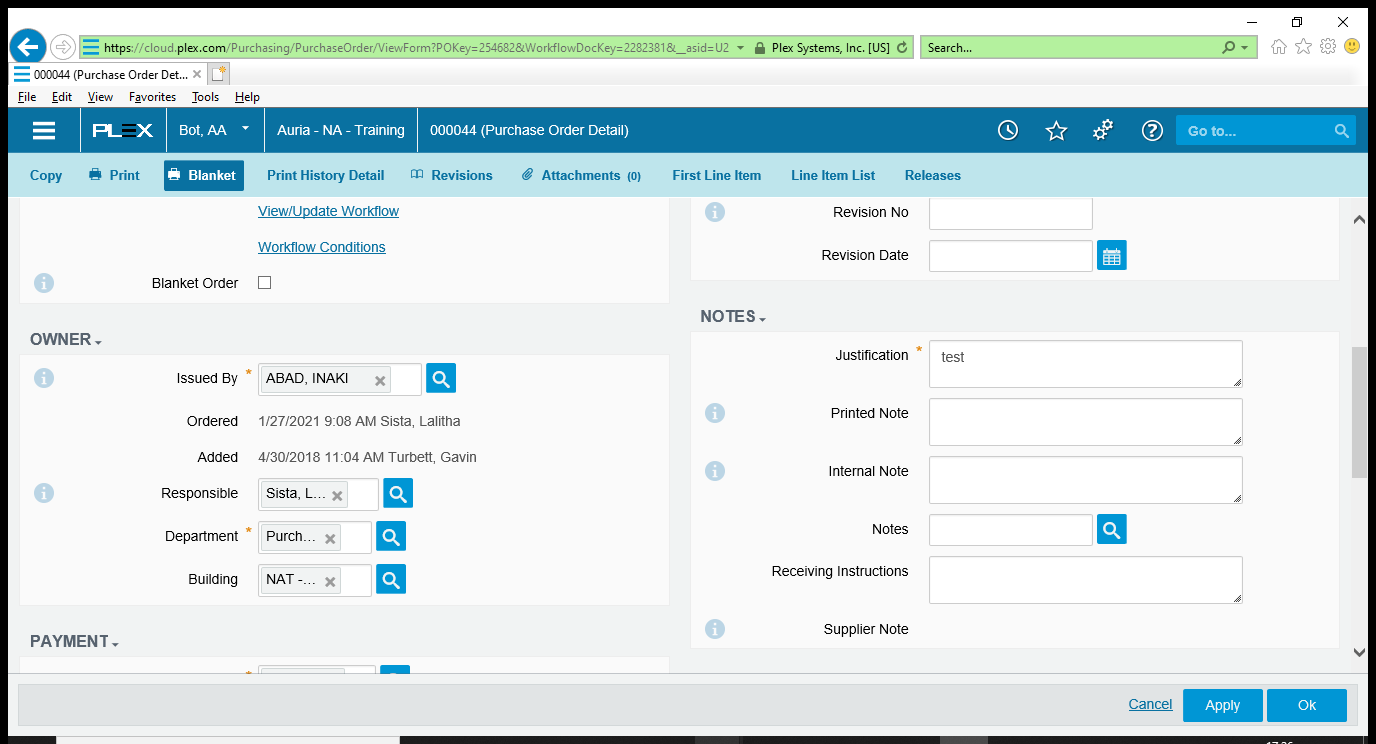 https://cloud.plex.com/Purchasing/PurchaseOrder/ViewForm?POKey=254682&WorkflowDocKey=2282381&__asid=U2
Plex Systems, Inc. [US]
Search...
000044 (Purchase Order Det...
File Edit View Favorites Tools Help
PLEX
Bot, AA
Auria - NA - Training
000044 (Purchase Order Detail)
Go to...
Copy Print Blanket Print History Detail Revisions Attachments (0) First Line Item Line Item List Releases
View/Update Workflow
Workflow Conditions
Blanket Order
OWNER
Issued By * ABAD, INAKI
Ordered 1/27/2021 9:08 AM Sista, Lalitha
Added 4/30/2018 11:04 AM Turbett, Gavin
Responsible Sista, L...
Department * Purch...
Building NAT -...
PAYMENT
*
Revision No
Revision Date
NOTES
Justification * test
Printed Note
Internal Note
Notes
Receiving Instructions
Supplier Note
Cancel Apply Ok